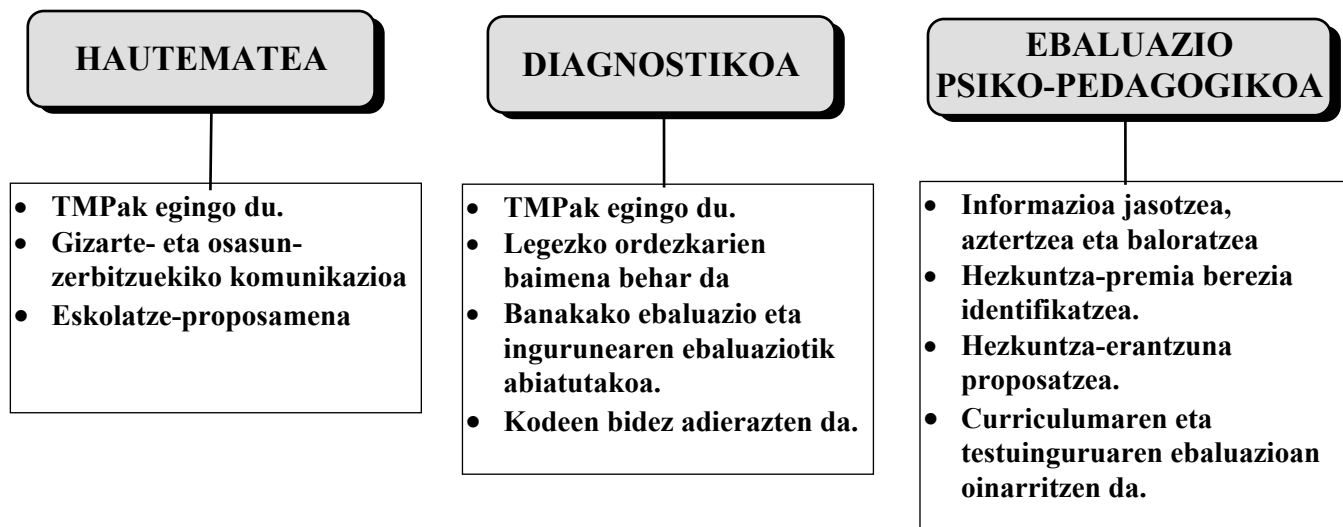 HAUTEMATEA
• TMPak egingo du.
• Gizarte- eta osasun-
zerbitzuekiko komunikazioa
• Eskolatze-proposamena
DIAGNOSTIKOA
• TMPak egingo du.
• Legezko ordezkarien
baimena behar da
• Banakako ebaluazio eta
ingurunearen ebaluaziotik
abiatutakoa.
• Kodeen bidez adierazten da.
EBALUAZIO
PSIKO-PEDAGOGIKOA
• Informazioa jasotzea,
aztertzea eta baloratzea
• Hezkuntza-premia berezia
identifikatzea.
• Hezkuntza-erantzuna
proposatzea.
• Curriculumaren eta
testuinguruaren ebaluazioan
oinarritzen da.